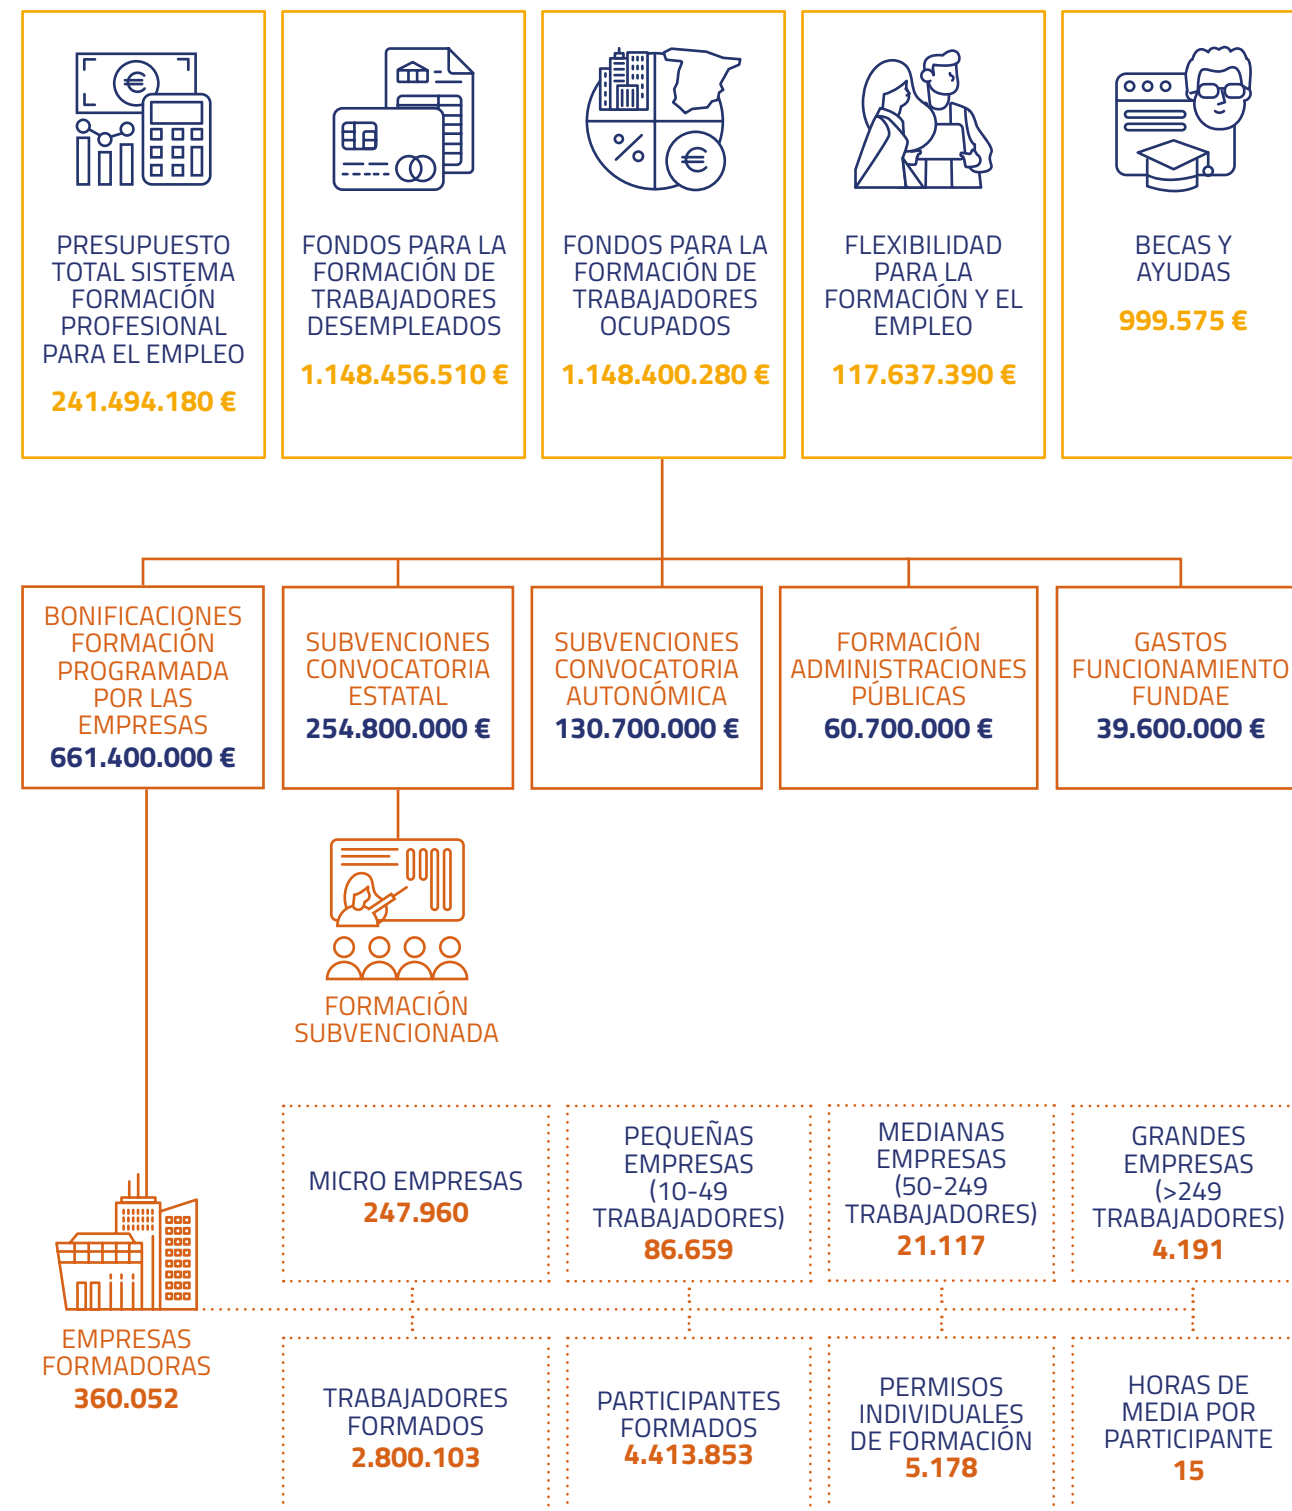 PRESUPUESTO
TOTAL SISTEMA
FORMACIÓN
PROFESIONAL
PARA EL EMPLEO
241.494.180 €
FONDOS PARA LA
FORMACIÓN DE
TRABAJADORES
DESEMPLEADOS
1.148.456.510 €
FONDOS PARA LA
FORMACIÓN DE
TRABAJADORES
OCUPADOS
1.148.400.280 €
FLEXIBILIDAD
PARA LA
FORMACIÓN Y EL
EMPLEO
117.637.390 €
BECAS Y
AYUDAS
999.575 €
BONIFICACIONES
FORMACIÓN
PROGRAMADA
POR LAS
EMPRESAS
661.400.000 €
SUBVENCIONES
CONVOCATORIA
ESTATAL
254.800.000 €
SUBVENCIONES
CONVOCATORIA
AUTONÓMICA
130.700.000 €
FORMACIÓN
ADMINISTRACIONES
PÚBLICAS
60.700.000 €
GASTOS
FUNCIONAMIENTO
FUNDAE
39.600.000 €
FORMACIÓN
SUBVENCIONADA
EMPRESAS
FORMADORAS
360.052
MICRO EMPRESAS
247.960
PEQUEÑAS
EMPRESAS
(10-49
TRABAJADORES)
86.659
MEDIANAS
EMPRESAS
(50-249
TRABAJADORES)
21.117
GRANDES
EMPRESAS
(>249
TRABAJADORES)
4.191
TRABAJADORES
FORMADOS
2.800.103
PARTICIPANTES
FORMADOS
4.413.853
PERMISOS
INDIVIDUALES
DE FORMACIÓN
5.178
HORAS DE
MEDIA POR
PARTICIPANTE
15